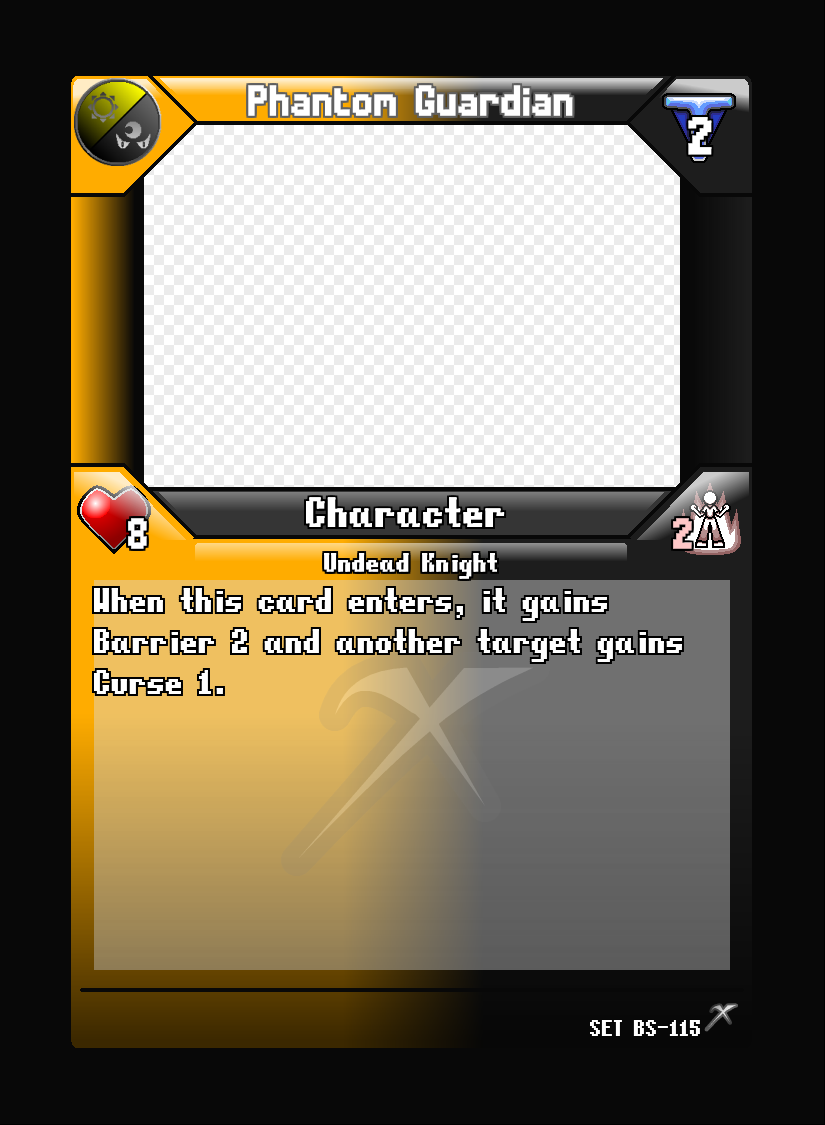 Phantom Guardian
2
Character
8
2
Undead Knight
When this card enters, it gains
Barrier 2 and another target gains
Curse 1.
SET BS-115